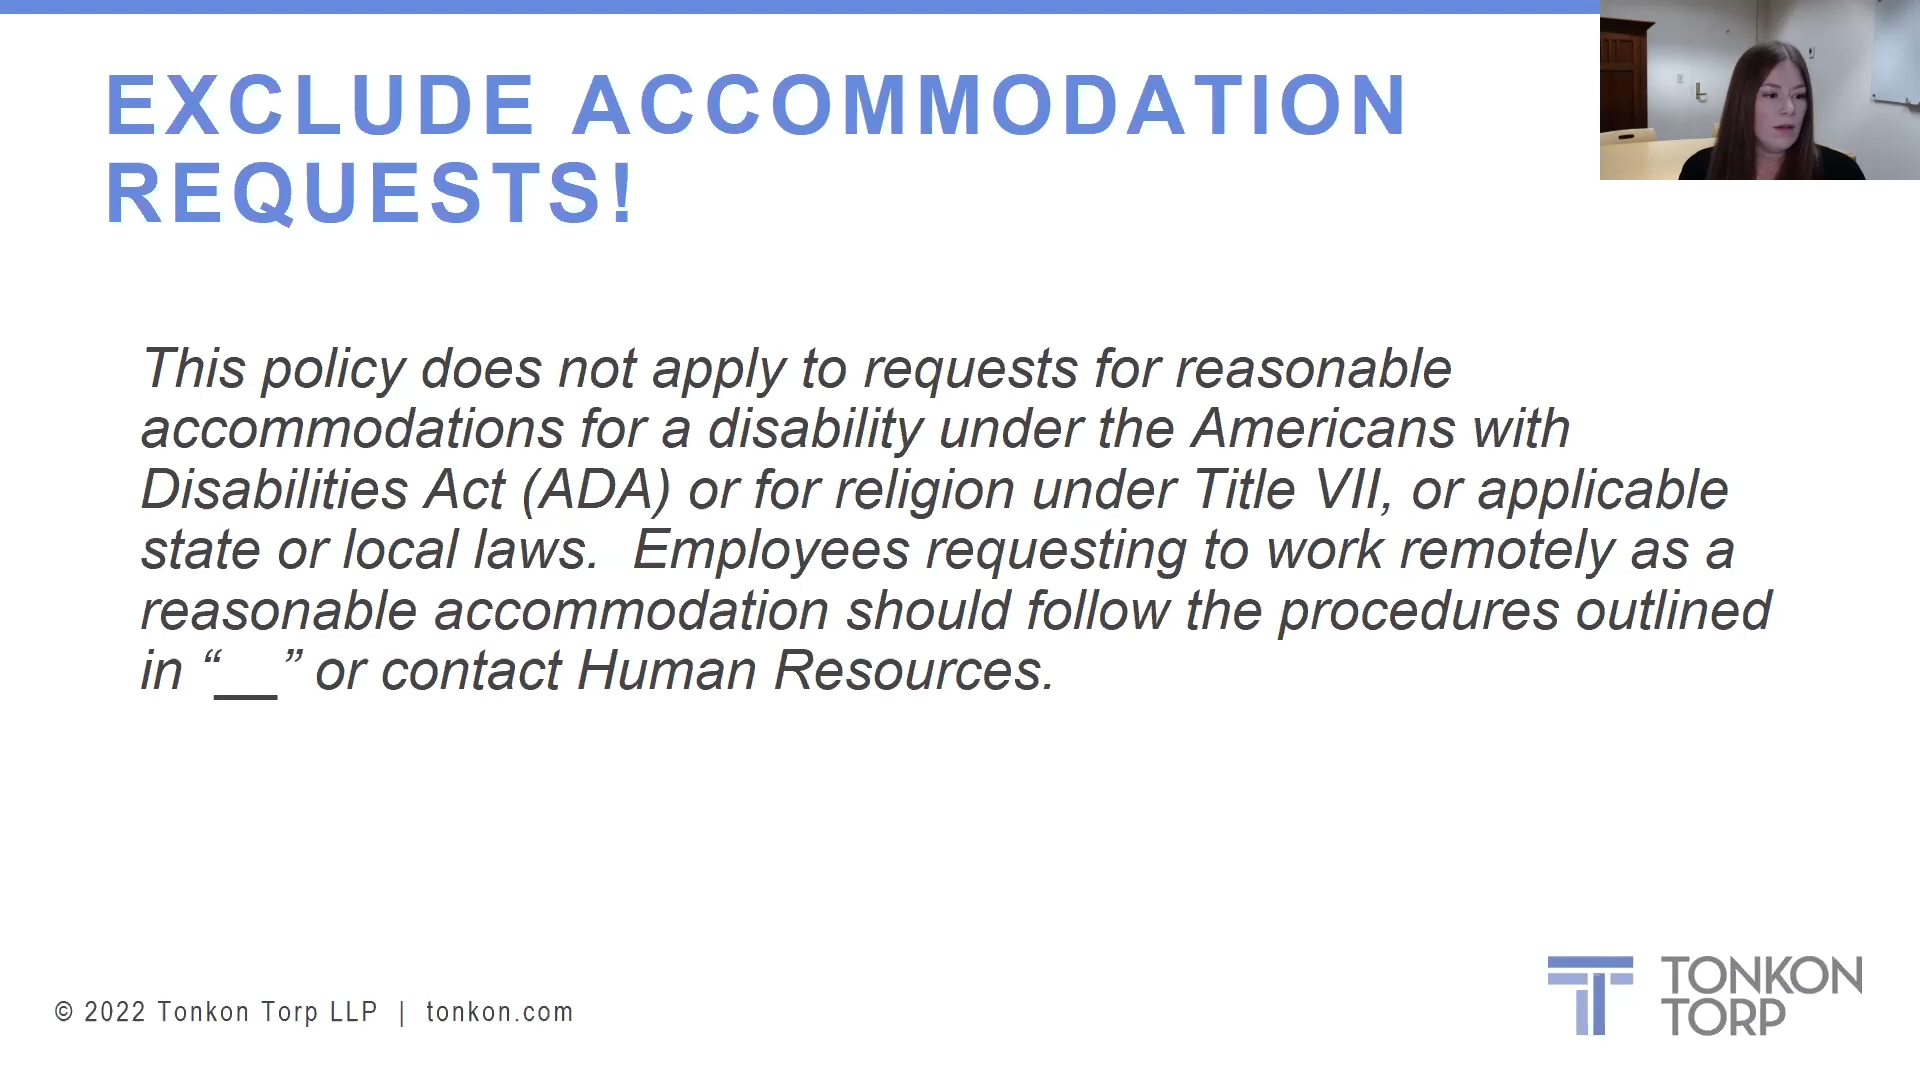 EXCLUDE ACCOMMODATION
REQUESTS!
This policy does not apply to requests for reasonable
accommodations for a disability under the Americans with
Disabilities Act (ADA) or for religion under Title VII, or applicable
state or local laws.  Employees requesting to work remotely as a
reasonable accommodation should follow the procedures outlined
in “__” or contact Human Resources.
© 2022 Tonkon Torp LLP | tonkon.com
TONKON
TORP